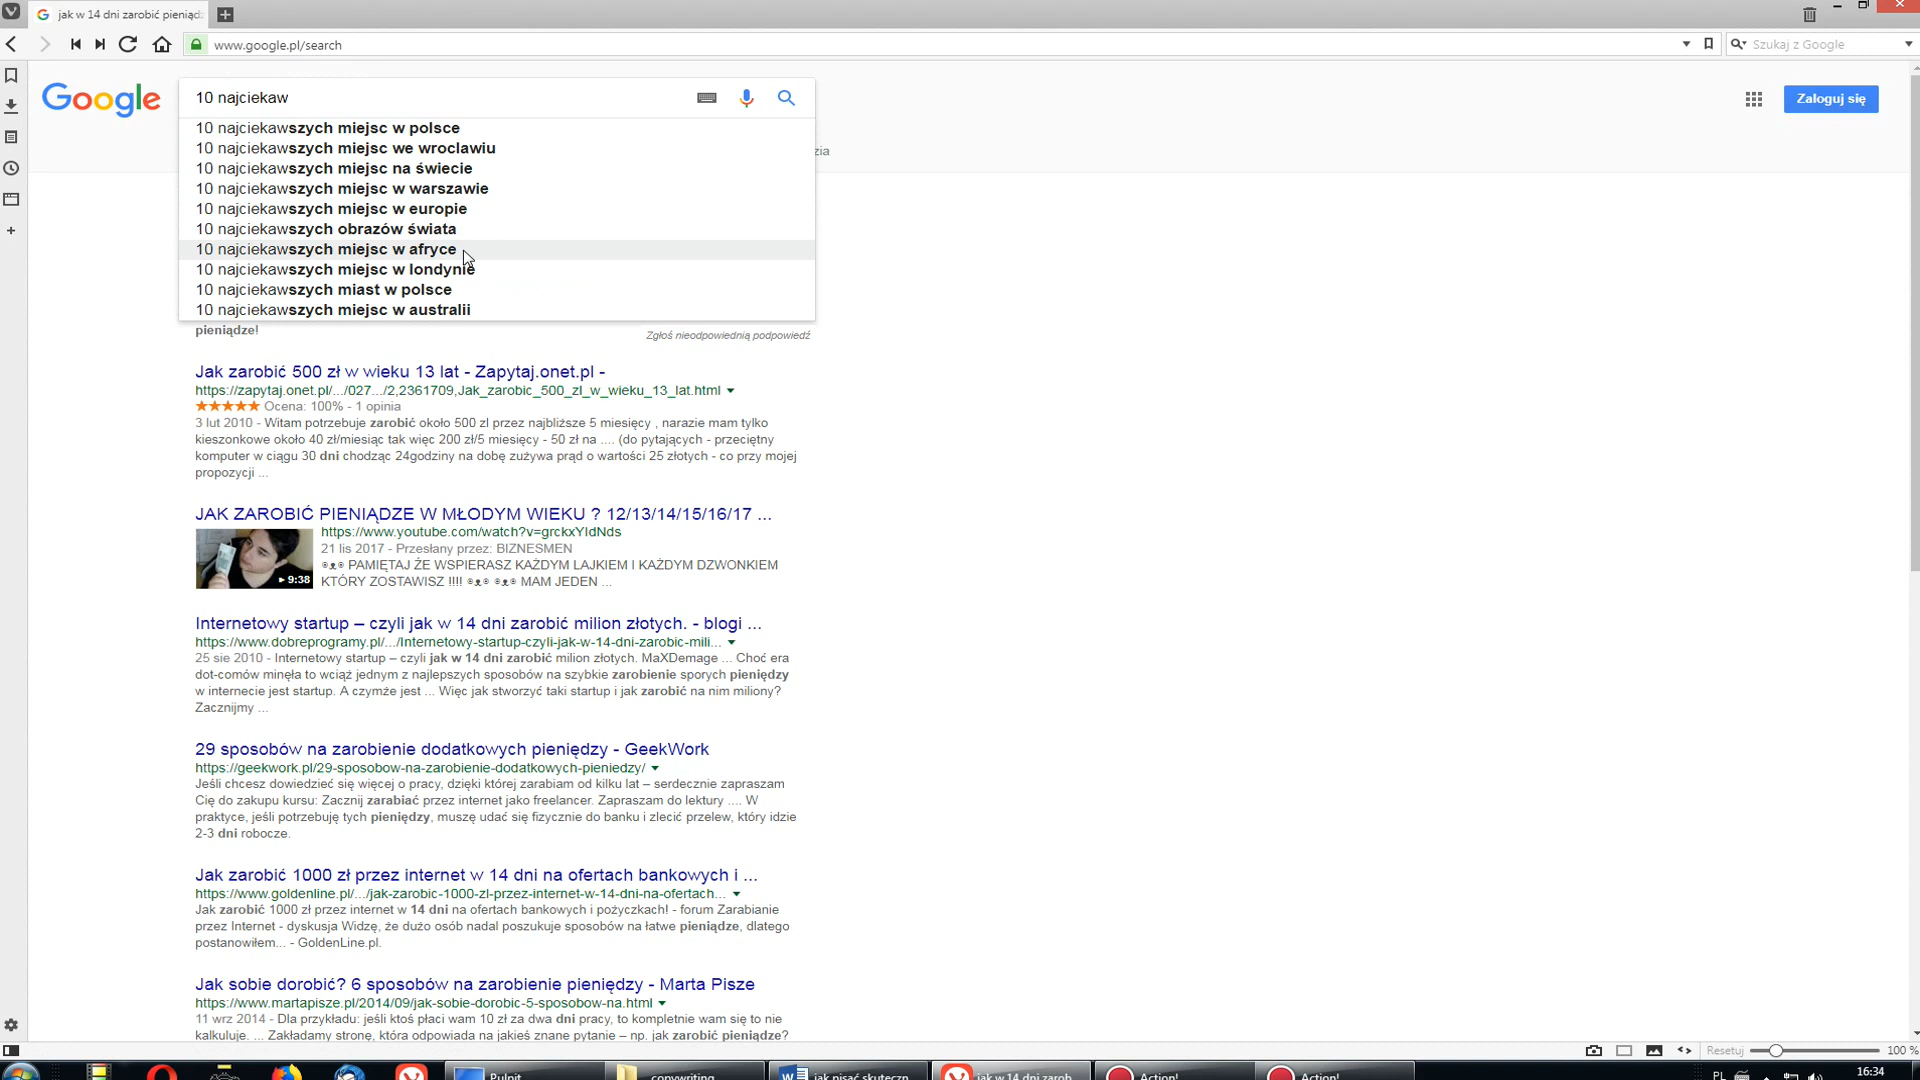 jak w 14 dni zarobić pieniądz
www.google.pl/search
Szukaj z Google
Google
10 najciekaw
Zaloguj się
10 najciekawszych miejsc w polsce
10 najciekawszych miejsc we wroclawiu
zia
10 najciekawszych miejsc na świecie
10 najciekawszych miejsc w warszawie
10 najciekawszych miejsc w europie
10 najciekawszych obrazów świata
10 najciekawszych miejsc w afryce
10 najciekawszych miejsc w londynie
10 najciekawszych miast w polsce
10 najciekawszych miejsc w australii
pieniądze!
Zgłoś nieodpowiednią podpowiedź
Jak zarobić 500 zł w wieku 13 lat - Zapytaj.onet.pl -
https://zapytaj.onet.pl/.../027.../2,2361709,Jak_zarobic_500_zl_w_wieku_13_lat.html
Ocena: 100% - 1 opinia
3 lut 2010 - Witam potrzebuje zarobić około 500 zl przez najbliższe 5 miesięcy , narazie mam tylko
kieszonkowe około 40 zł/miesiąc tak więc 200 zł/5 miesięcy - 50 zł na .... (do pytających - przeciętny
komputer w ciągu 30 dni chodząc 24godziny na dobę zużywa prąd o wartości 25 złotych - co przy mojej
propozycji ...
JAK ZAROBIĆ PIENIĄDZE W MŁODYM WIEKU ? 12/13/14/15/16/17 ...
https://www.youtube.com/watch?v=grckxYIdNds
21 lis 2017 - Przesłany przez: BIZNESMEN
PAMIĘTAJ ŻE WSPIERASZ KAŻDYM LAJKIEM I KAŻDYM DZWONKIEM
KTÓRY ZOSTAWISZ !!!! MAM JEDEN ...
9:38
Internetowy startup – czyli jak w 14 dni zarobić milion złotych. - blogi ...
https://www.dobreprogramy.pl/.../Internetowy-startup-czyli-jak-w-14-dni-zarobic-mili...
25 sie 2010 - Internetowy startup – czyli jak w 14 dni zarobić milion złotych. MaXDemage ... Choć era
dot-comów minęła to wciąż jednym z najlepszych sposobów na szybkie zarobienie sporych pieniędzy
w internecie jest startup. A czymże jest ... Więc jak stworzyć taki startup i jak zarobić na nim miliony?
Zacznijmy ...
29 sposobów na zarobienie dodatkowych pieniędzy - GeekWork
https://geekwork.pl/29-sposobow-na-zarobienie-dodatkowych-pieniedzy/
Jeśli chcesz dowiedzieć się więcej o pracy, dzięki której zarabiam od kilku lat – serdecznie zapraszam
Cię do zakupu kursu: Zacznij zarabiać przez internet jako freelancer. Zapraszam do lektury .... W
praktyce, jeśli potrzebuję tych pieniędzy, muszę udać się fizycznie do banku i zlecić przelew, który idzie
2-3 dni robocze.
Jak zarobić 1000 zł przez internet w 14 dni na ofertach bankowych i ...
https://www.goldenline.pl/.../jak-zarobic-1000-zl-przez-internet-w-14-dni-na-ofertach...
Jak zarobić 1000 zł przez internet w 14 dni na ofertach bankowych i pożyczkach! - forum Zarabianie
przez Internet - dyskusja Widzę, że dużo osób nadal poszukuje sposobów na łatwe pieniądze, dlatego
postanowiłem... - GoldenLine.pl.
Jak sobie dorobić? 6 sposobów na zarobienie pieniędzy - Marta Pisze
https://www.martapisze.pl/2014/09/jak-sobie-dorobic-5-sposobow-na.html
11 wrz 2014 - Dla przykładu: jeśli ktoś płaci wam 10 zł za dwa dni pracy, to kompletnie wam się to nie
kalkuluje. ... Zakładamy stronę, która odpowiada na jakieś znane pytanie – np. jak zarobić pieniądze?
Resetuj
100 %
Pulpit
copywriting
jak pisać skuteczn
jak w 14 dni zarob
Action!
Action!
PL
16:34